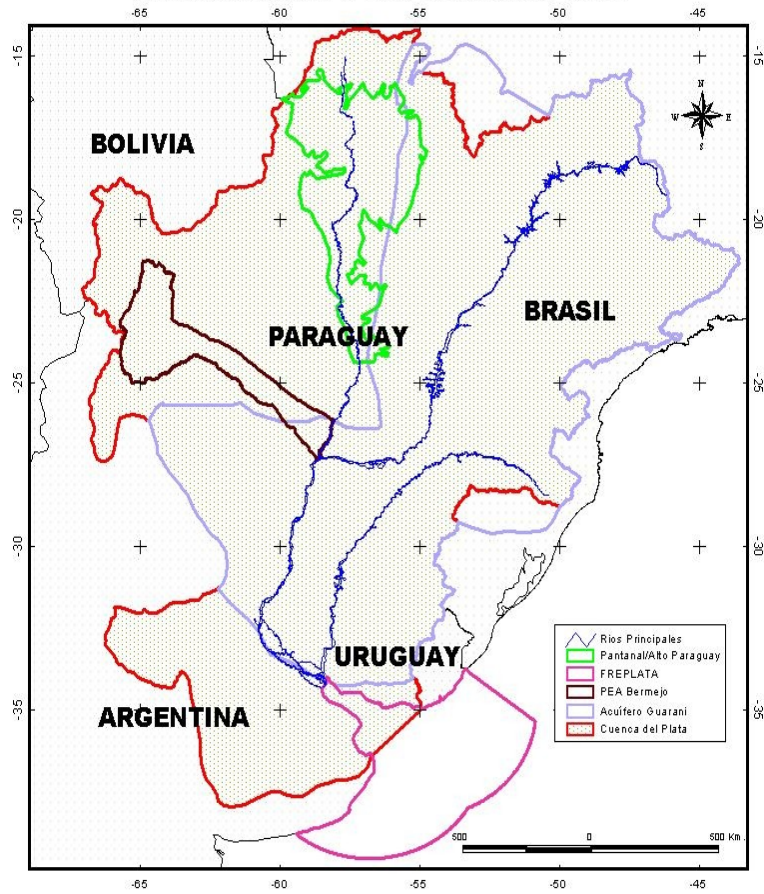 -65 -60 -55 -50 -45
-15 -15
N
W E
S
BOLIVIA
-20 -20
BRASIL
PARAGUAY
-25 -25
-30 -30
Rios Principales
Pantanal/Alto Paraguay
FREPLATA
PEA Bermejo
Acuífero Guaraní
Cuenca del Plata
URUGUAY
ARGENTINA
-35 -35
500 0 500 Km.
-65 -60 -55 -50 -45